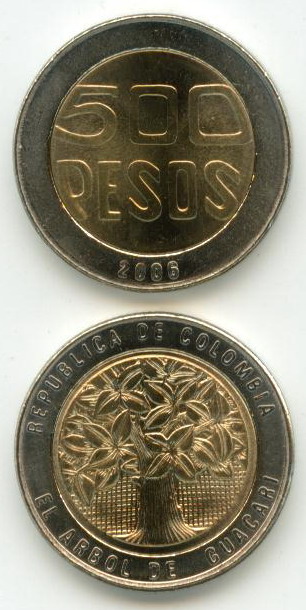 500
PESOS
2006
REPUBLICA DE COLOMBIA
EL ARBOL DE GUACARI